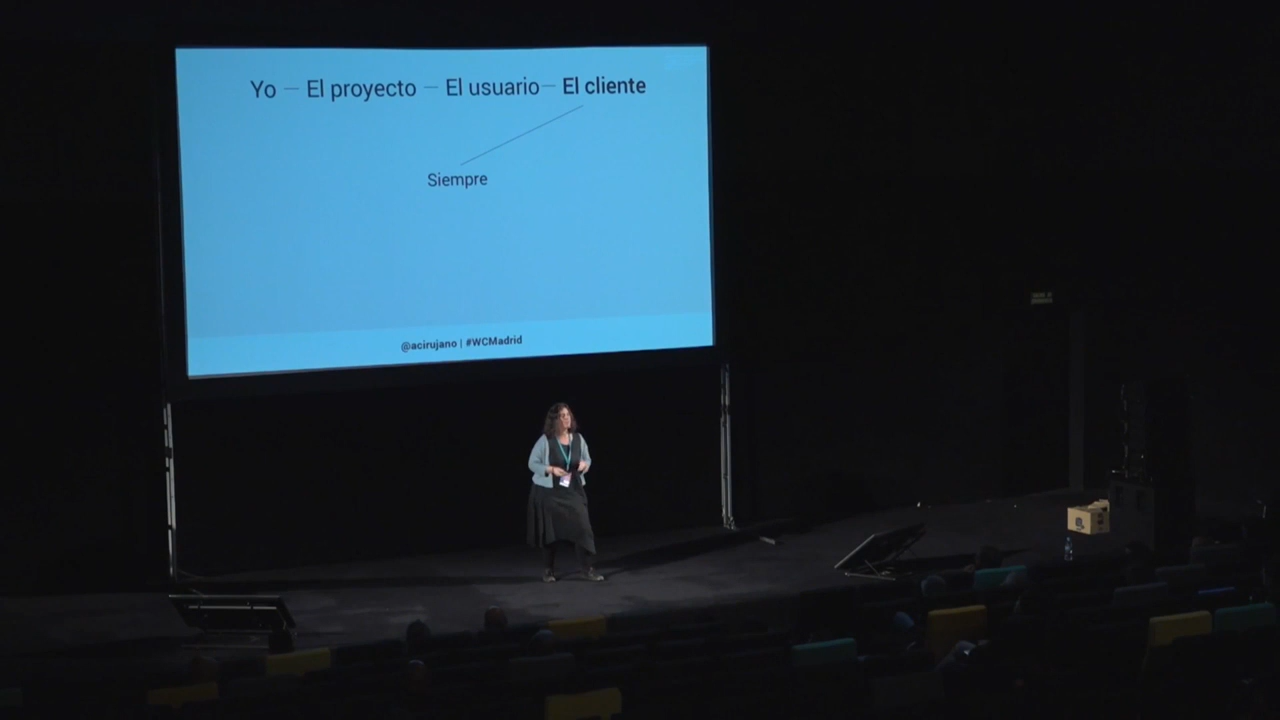 Yo — El proyecto — El usuario — El cliente
Siempre
@acirujano | #WCMadrid